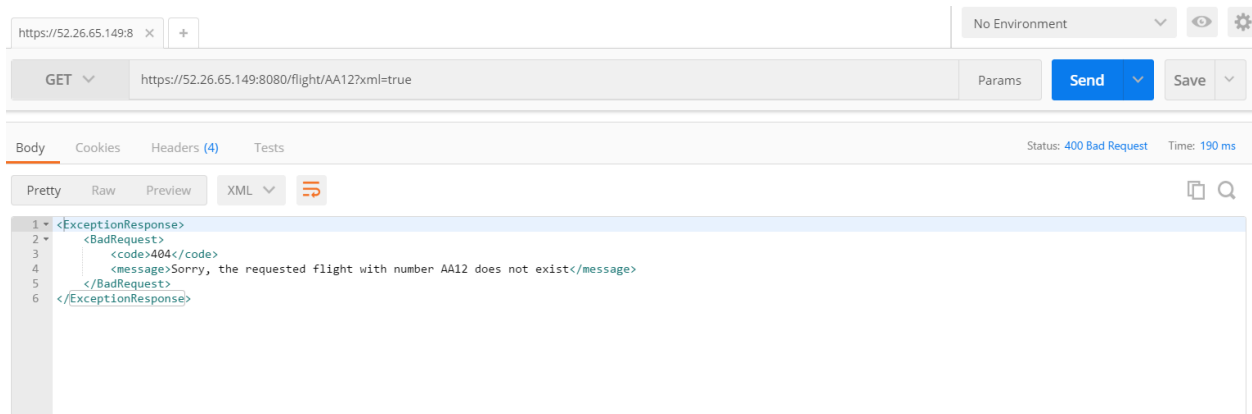 https://52.26.65.149:8
No Environment
GET https://52.26.65.149:8080/flight/AA12?xml=true Params Send Save
Body Cookies Headers (4) Tests Status: 400 Bad Request Time: 190 ms
Pretty Raw Preview XML
1 <ExceptionResponse>
2 <BadRequest>
3 <code>404</code>
4 <message>Sorry, the requested flight with number AA12 does not exist</message>
5 </BadRequest>
6 </ExceptionResponse>